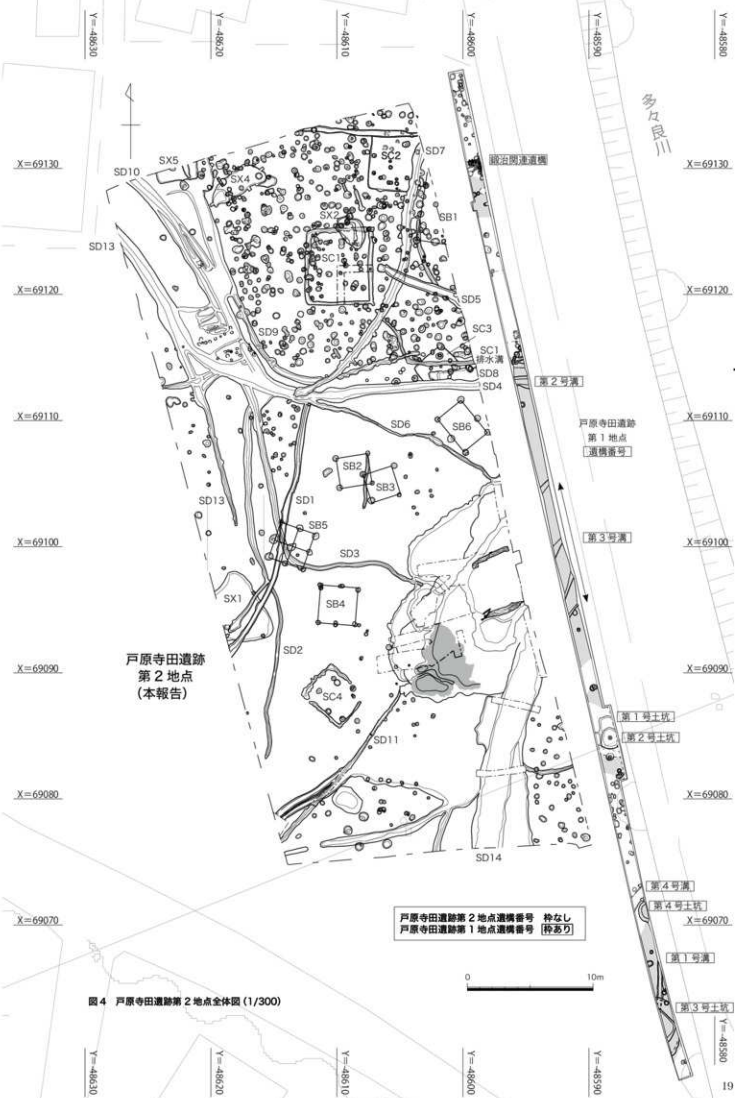 Y=-48630
Y=-48620
Y=-48610
Y=-48600
Y=-48590
Y=-48580
多々良川
X=69130
X=69130
SX5
SC2
SD7
鍛冶関連遺構
SD10
SX4
SX2
SB1
SD13
SC1
X=69120
X=69120
SD5
SD9
SC3
SC1
排水溝
SD8
SD4
第2号溝
X=69110
X=69110
SD6
SB6
戸原寺田遺跡
第1地点
遺構番号
SB2
SB3
SD13
SD1
SB5
X=69100
X=69100
第3号溝
SD3
SX1
SB4
戸原寺田遺跡
第2地点
(本報告)
SD2
X=69090
X=69090
SC4
第1号土坑
第2号土坑
SD11
X=69080
X=69080
SD14
第4号溝
第4号土坑
戸原寺田遺跡第2地点遺構番号 枠なし
戸原寺田遺跡第1地点遺構番号 枠あり
X=69070
X=69070
第1号溝
0
10m
図4 戸原寺田遺跡第2地点全体図(1/300)
第3号土坑
Y=-48630
Y=-48620
Y=-48610
Y=-48600
Y=-48590
Y=-48580
19